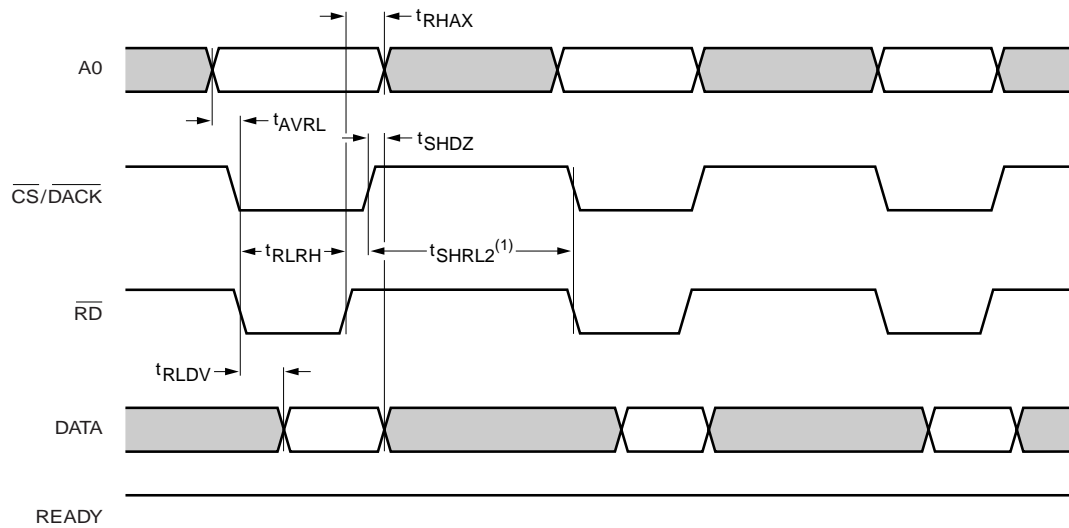 tRHAX
A0
tAVRL
tSHDZ
CS/DACK
tRLRH
tSHRL2(1)
RD
tRLDV
DATA
READY